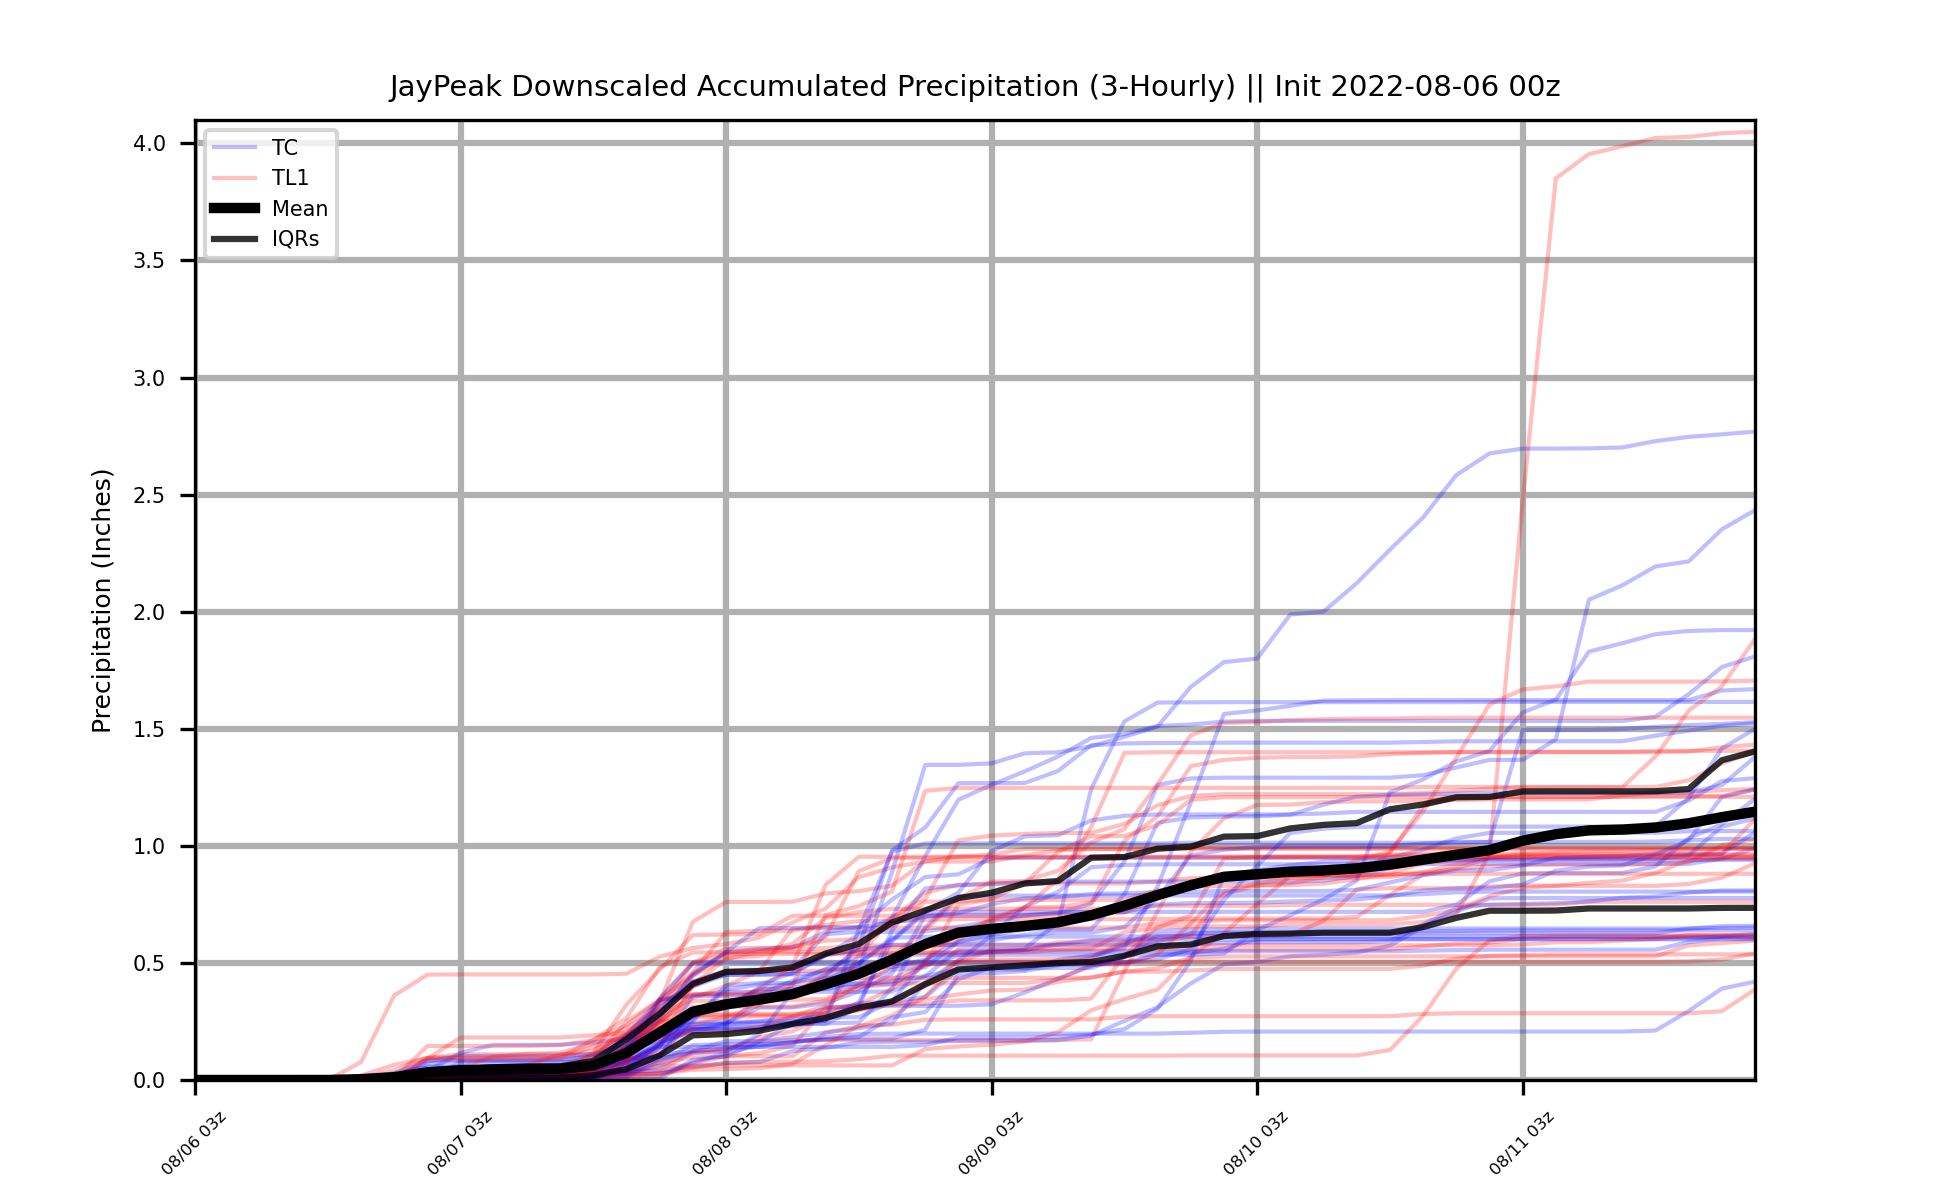 JayPeak Downscaled Accumulated Precipitation (3-Hourly) || Init 2022-08-06 00z
TC
TL1
Mean
IQRs
Precipitation (Inches)
4.0
3.5
3.0
2.5
2.0
1.5
1.0
0.5
0.0
08/06 03z
08/07 03z
08/08 03z
08/09 03z
08/10 03z
08/11 03z